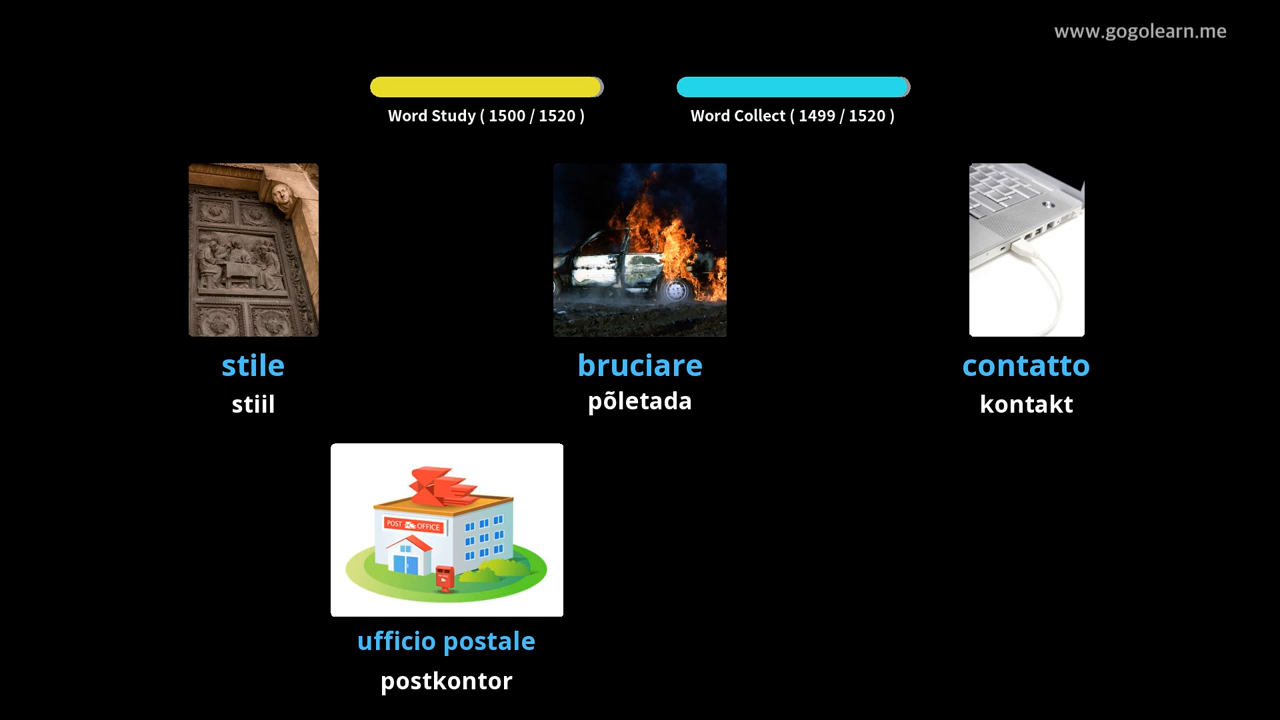 www.gogolearn.me
Word Study ( 1500 / 1520 )
Word Collect ( 1499 / 1520 )
stile
bruciare
contatto
stiil
põletada
kontakt
POST OFFICE
ufficio postale
postkontor